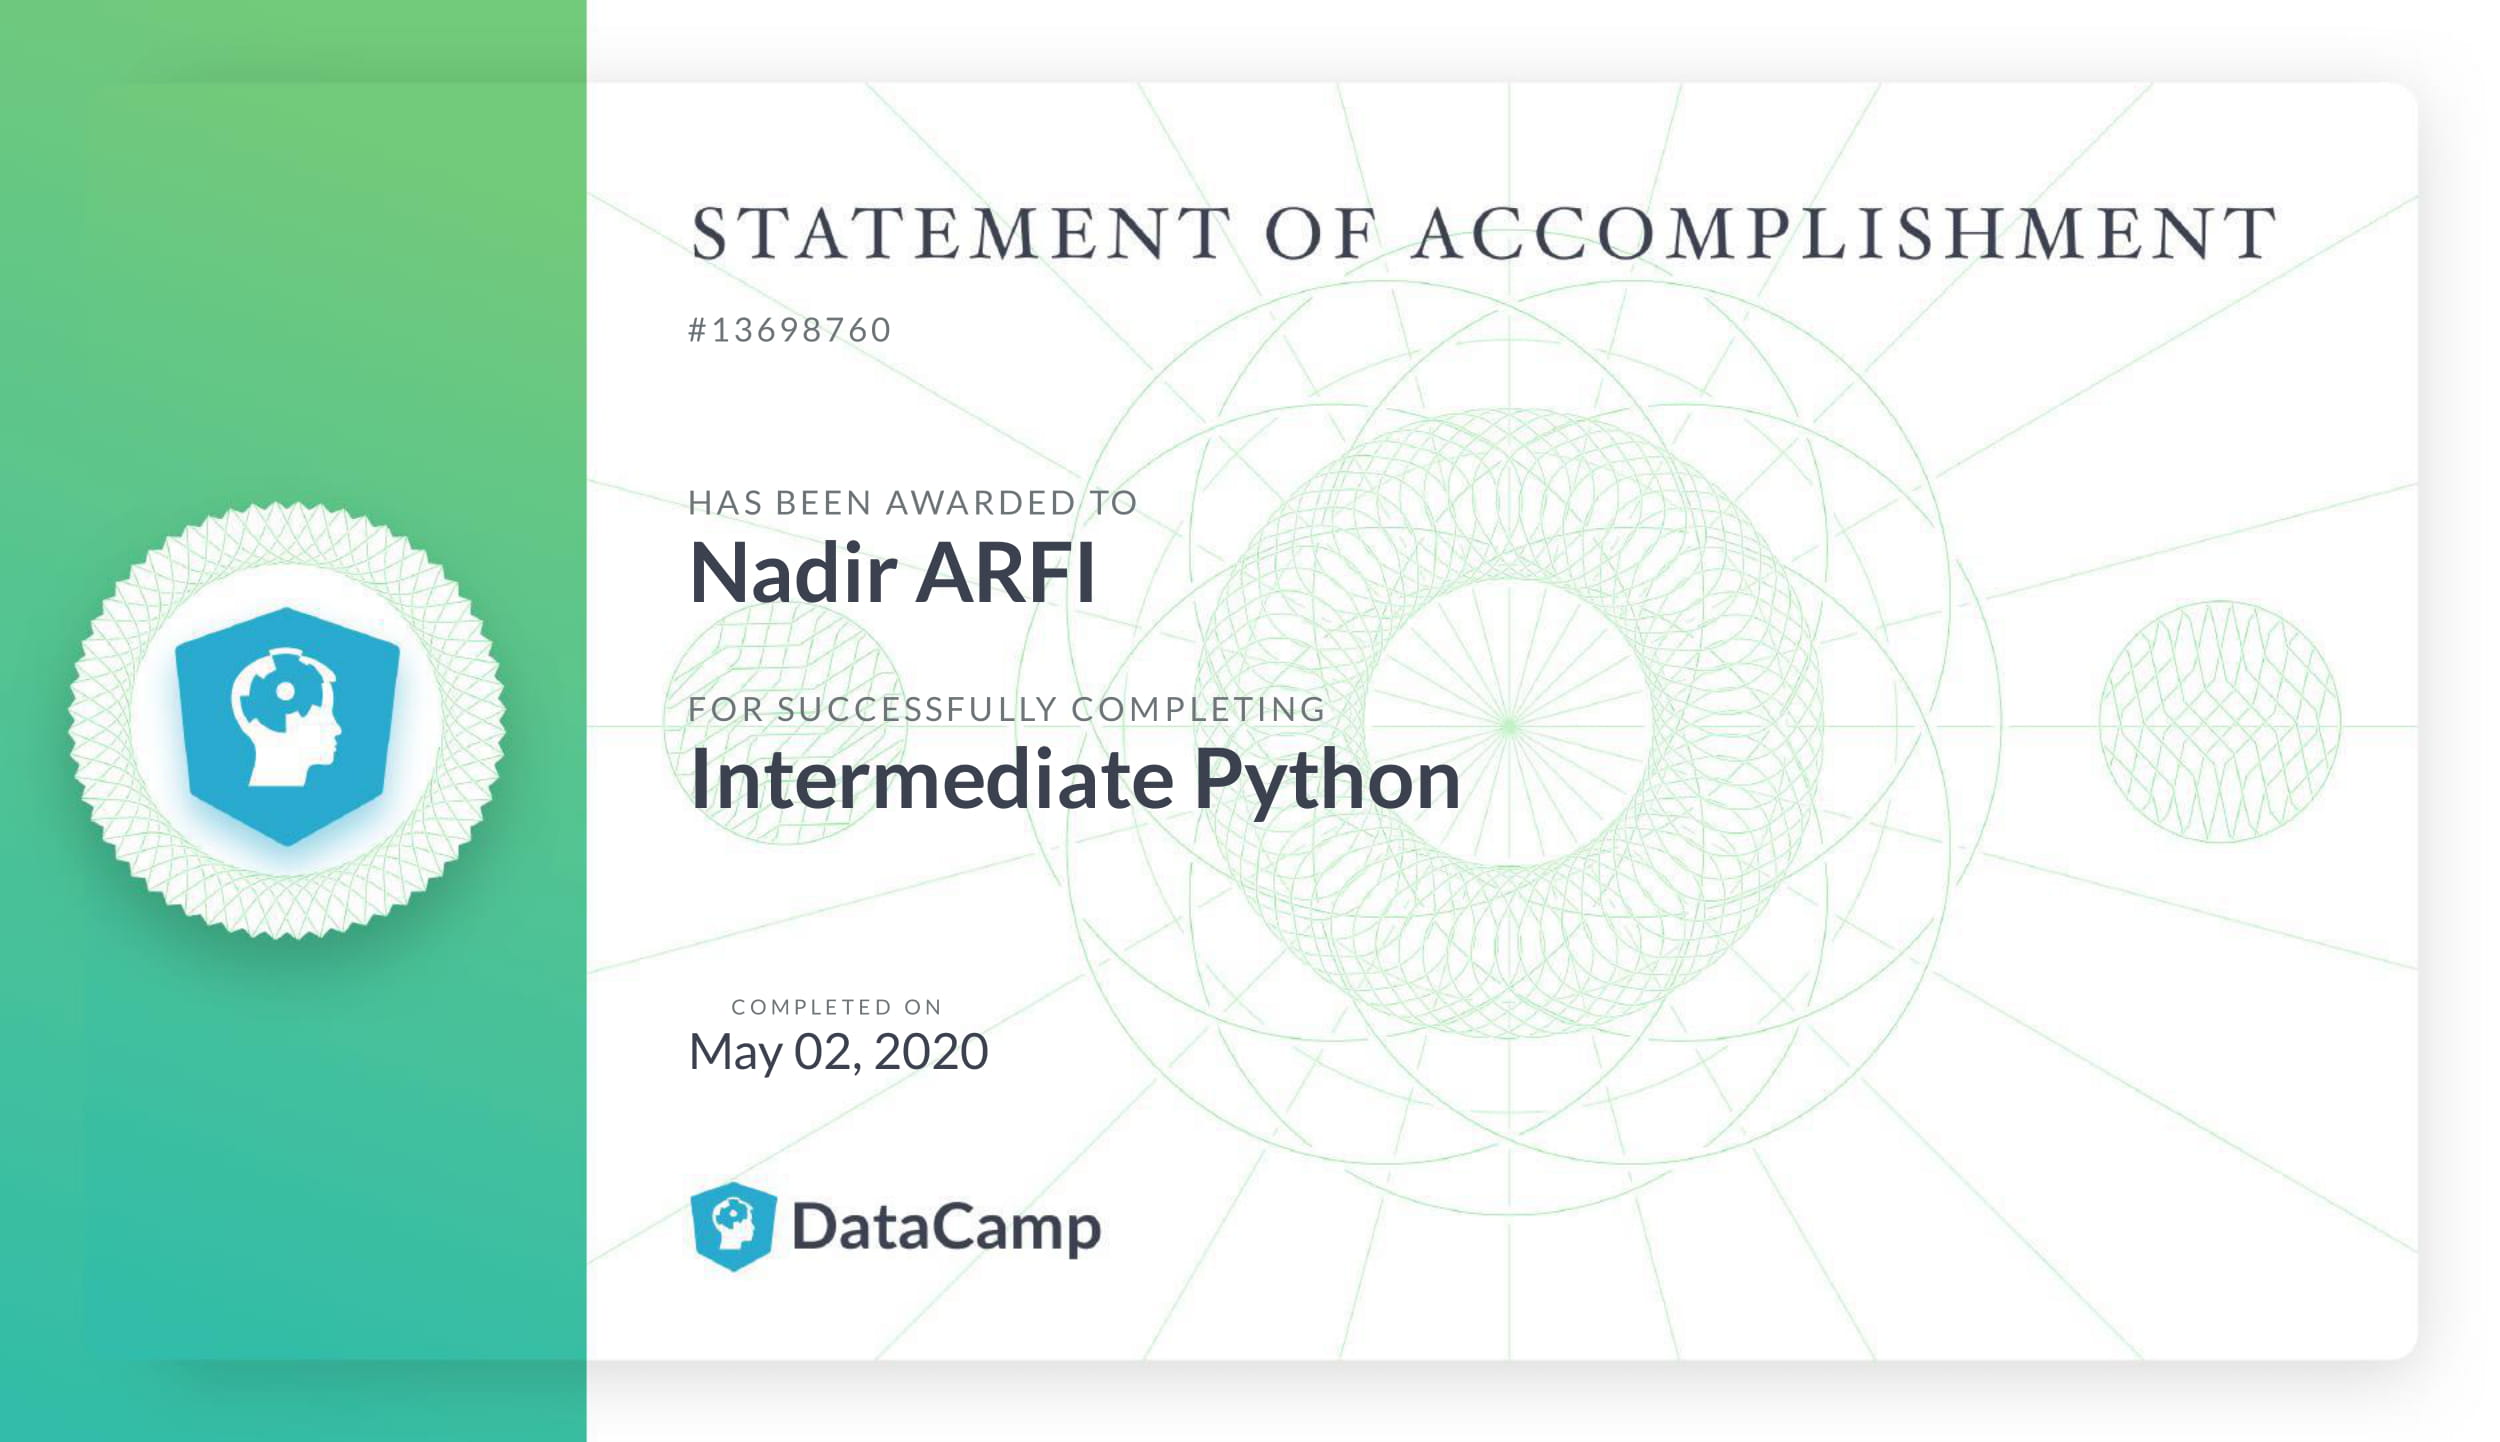 STATEMENT OF ACCOMPLISHMENT
#13698760
HAS BEEN AWARDED TO
Nadir ARFI
FOR SUCCESSFULLY COMPLETING
Intermediate Python
COMPLETED ON
May 02, 2020
DataCamp